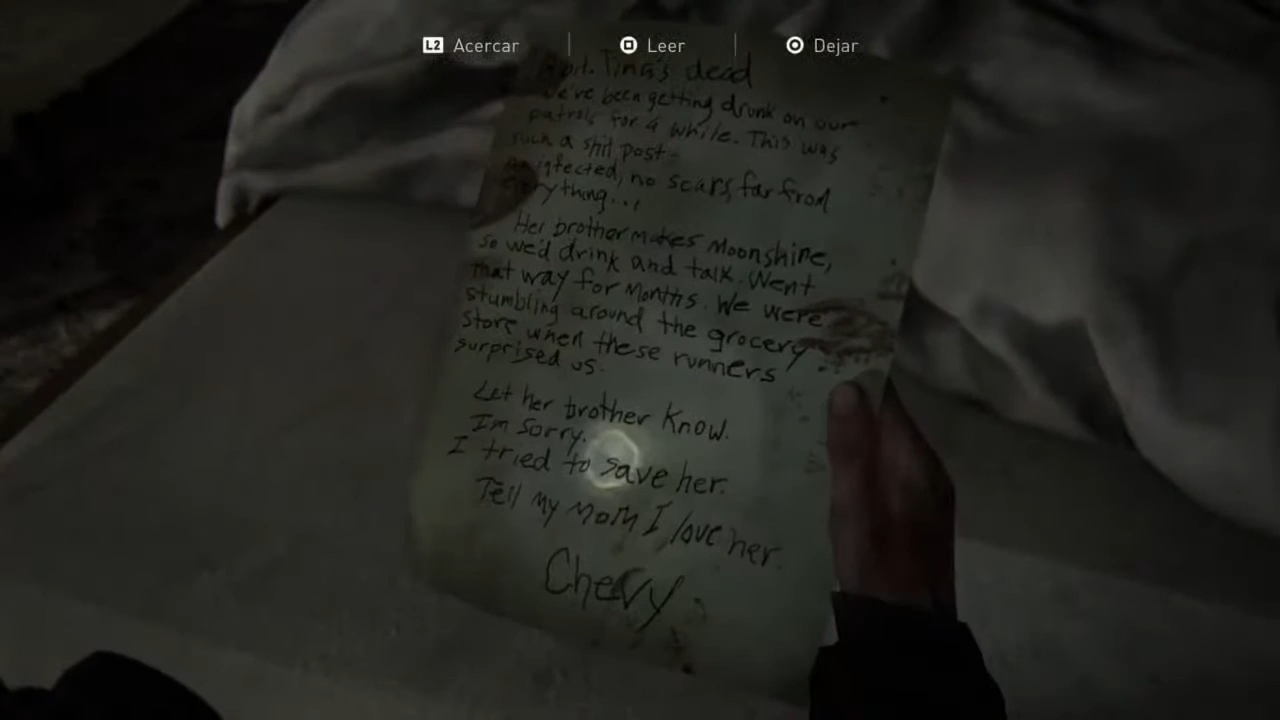 L2 Acercar
Leer
Dejar
Tina's dead
We've been getting drunk on our
patrols for a while. This was
such a shit post-
no scars, far from
everything...
Her brother makes Moonshine,
so we'd drink and talk. Went
that way for months. We were
stumbling around the grocery
store when these runners
surprised us.
Let her brother know.
I'm sorry.
I tried to save her.
Tell my Mom I love her.
Chevy